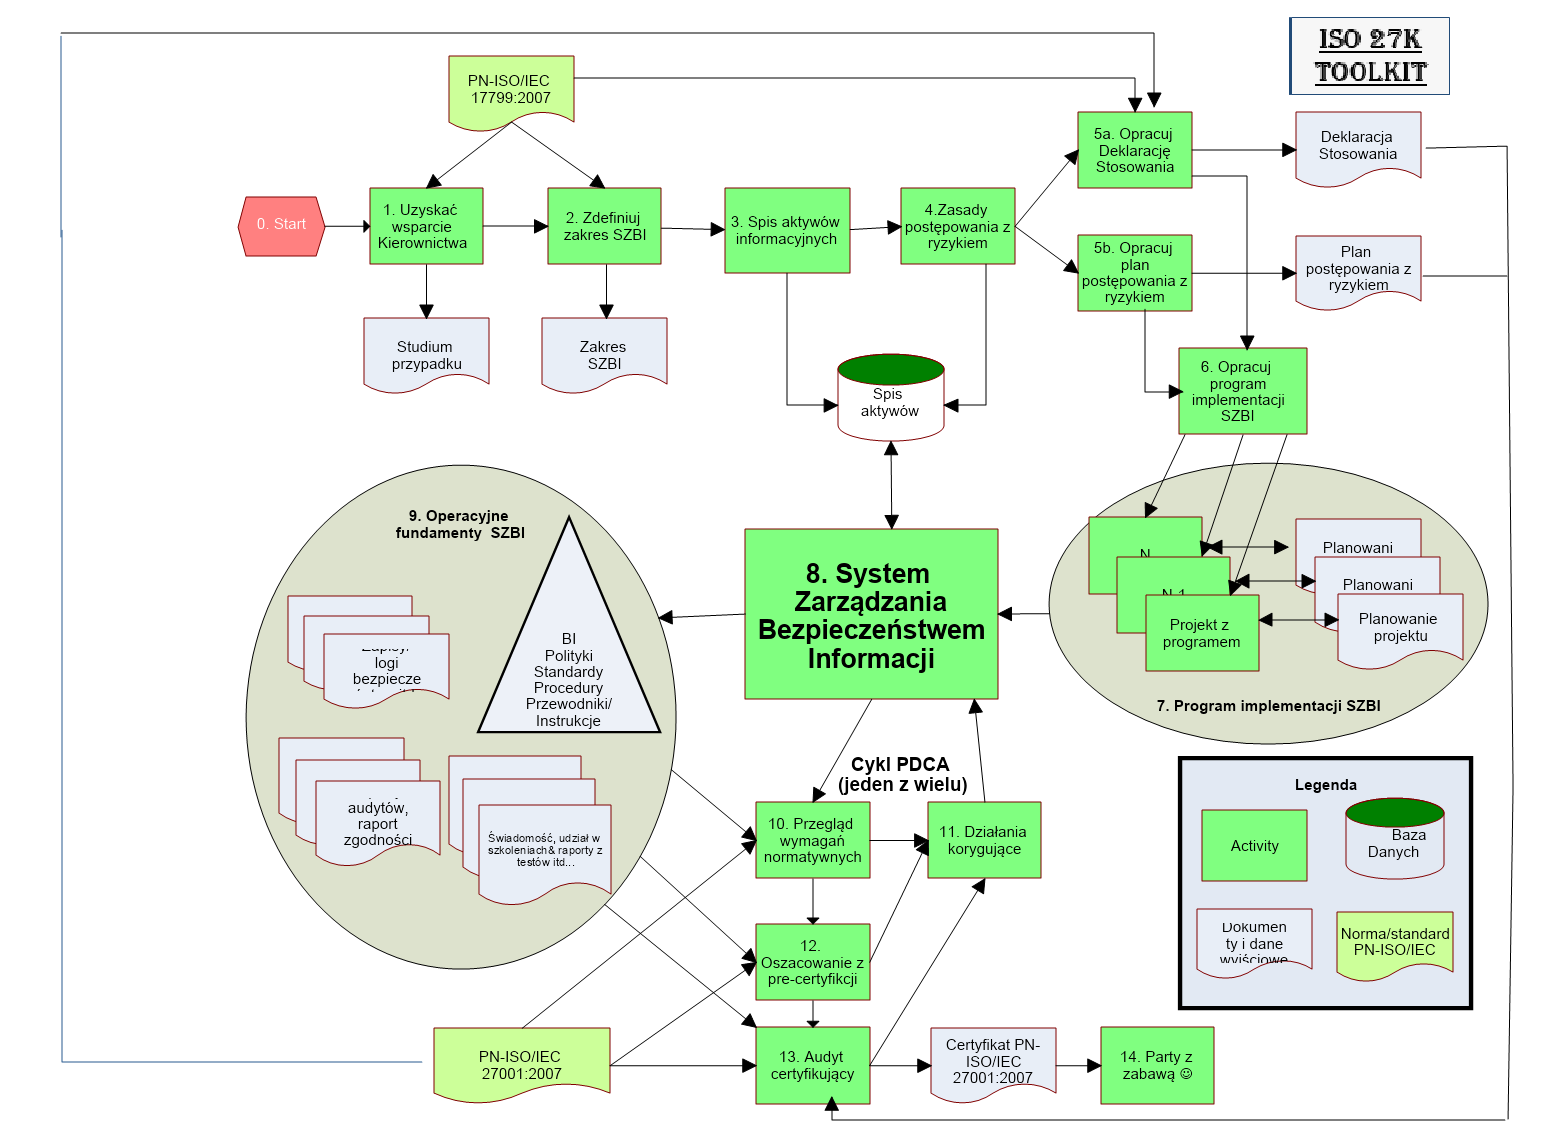 ISO 27K
TOOLKIT
PN-ISO/IEC
17799:2007
0. Start
1. Uzyskać
wsparcie
Kierownictwa
2. Zdefiniuj
zakres SZBI
3. Spis aktywów
informacyjnych
4.Zasady
postępowania z
ryzykiem
5a. Opracuj
Deklarację
Stosowania
Deklaracja
Stosowania
5b. Opracuj
plan
postępowania z
ryzykiem
Plan
postępowania z
ryzykiem
Studium
przypadku
Zakres
SZBI
Spis
aktywów
6. Opracuj
program
implementacji
SZBI
9. Operacyjne
fundamenty SZBI
BI
Polityki
Standardy
Procedury
Przewodniki/
Instrukcje
logi
bezpiecze
audytów,
raport
zgodności
Świadomość, udział w
szkoleniach& raporty z
testów itd...
8. System
Zarządzania
Bezpieczeństwem
Informacji
N
N-1
Projekt z
programem
Planowani
Planowani
Planowanie
projektu
7. Program implementacji SZBI
Cykl PDCA
(jeden z wielu)
10. Przegląd
wymagań
normatywnych
11. Działania
korygujące
12.
Oszacowanie z
pre-certyfikcji
PN-ISO/IEC
27001:2007
13. Audyt
certyfikujący
Certyfikat PN-
ISO/IEC
27001:2007
14. Party z
zabawą ☺
Legenda
Activity
Baza
Danych
Dokumen
ty i dane
wyjściowe
Norma/standard
PN-ISO/IEC